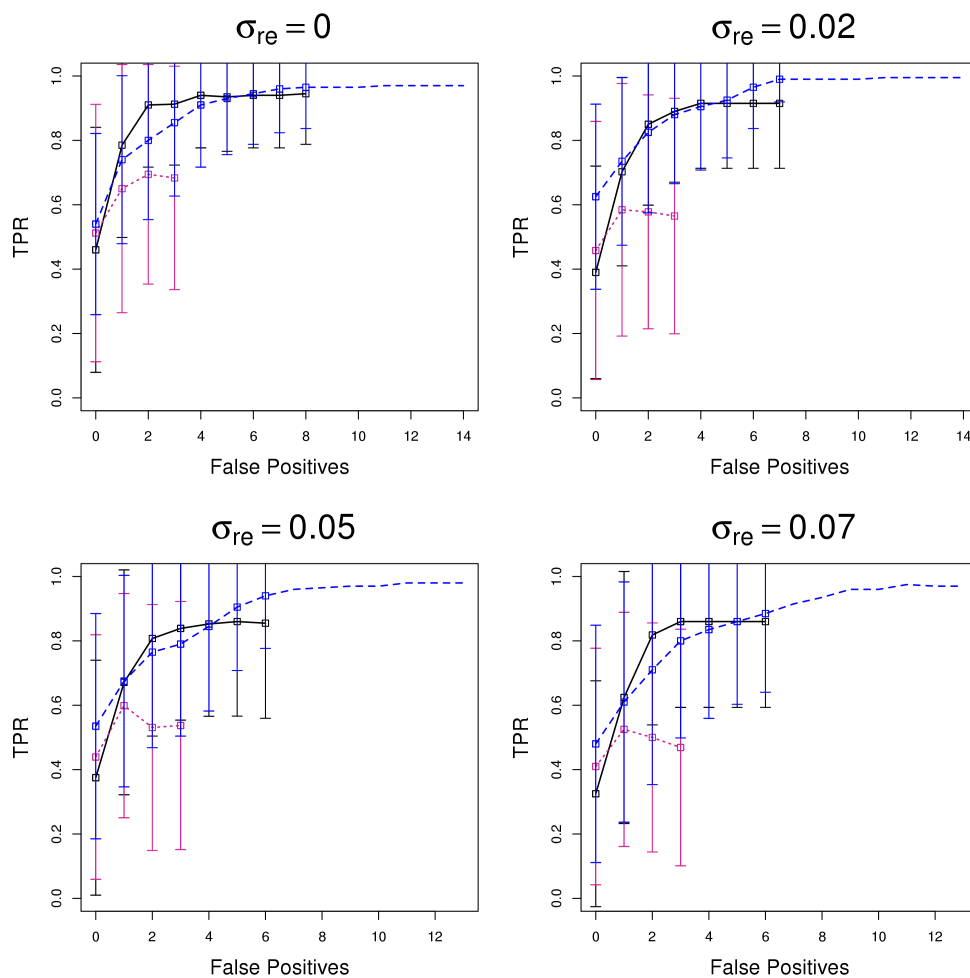 σre = 0
TPR
0.0 0.2 0.4 0.6 0.8 1.0
0 2 4 6 8 10 12 14
False Positives
σre = 0.02
TPR
0.0 0.2 0.4 0.6 0.8 1.0
0 2 4 6 8 10 12 14
False Positives
σre = 0.05
TPR
0.0 0.2 0.4 0.6 0.8 1.0
0 2 4 6 8 10 12
False Positives
σre = 0.07
TPR
0.0 0.2 0.4 0.6 0.8 1.0
0 2 4 6 8 10 12
False Positives